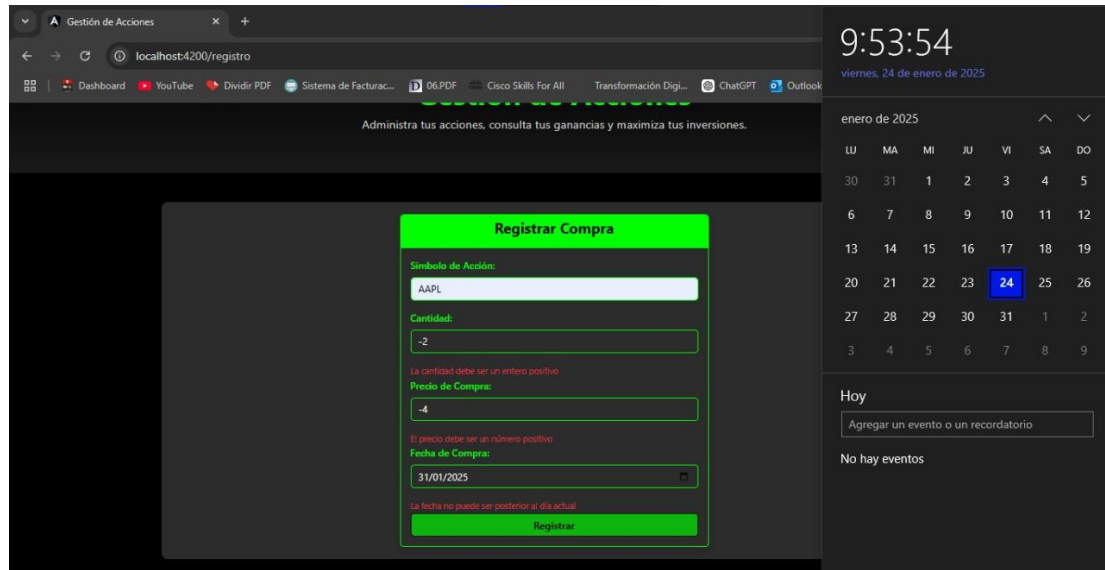 Gestión de Acciones
localhost:4200/registro
Dashboard YouTube Dividir PDF Sistema de Facturac... 06.PDF Cisco Skills For All Transformación Digi... ChatGPT Outlook
Gestión de Acciones
Administra tus acciones, consulta tus ganancias y maximiza tus inversiones.
Registrar Compra
Símbolo de Acción:
AAPL
Cantidad:
-2
La cantidad debe ser un entero positivo
Precio de Compra:
-4
El precio debe ser un número positivo
Fecha de Compra:
31/01/2025
La fecha no puede ser posterior al día actual
Registrar
9:53:54
viernes, 24 de enero de 2025
enero de 2025
LU MA MI JU VI SA DO
30 31 1 2 3 4 5
6 7 8 9 10 11 12
13 14 15 16 17 18 19
20 21 22 23 24 25 26
27 28 29 30 31 1 2
3 4 5 6 7 8 9
Hoy
Agregar un evento o un recordatorio
No hay eventos